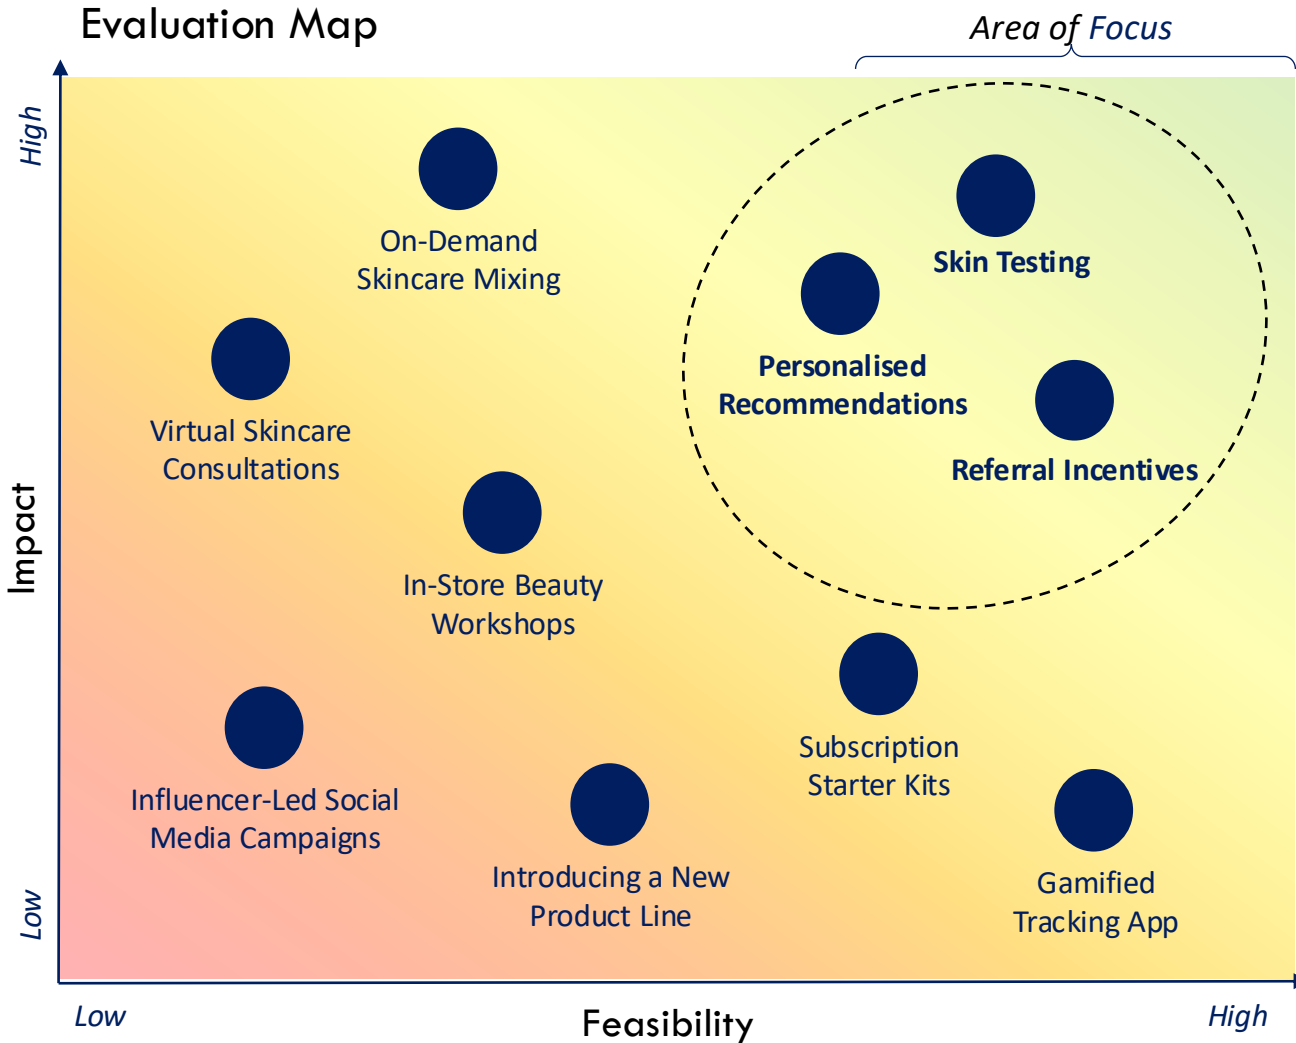 Evaluation Map
Area of Focus
High
On-Demand
Skincare Mixing
Skin Testing
Personalised
Recommendations
Virtual Skincare
Consultations
Referral Incentives
Impact
In-Store Beauty
Workshops
Subscription
Starter Kits
Influencer-Led Social
Media Campaigns
Introducing a New
Product Line
Gamified
Tracking App
Low
Low
Feasibility
High